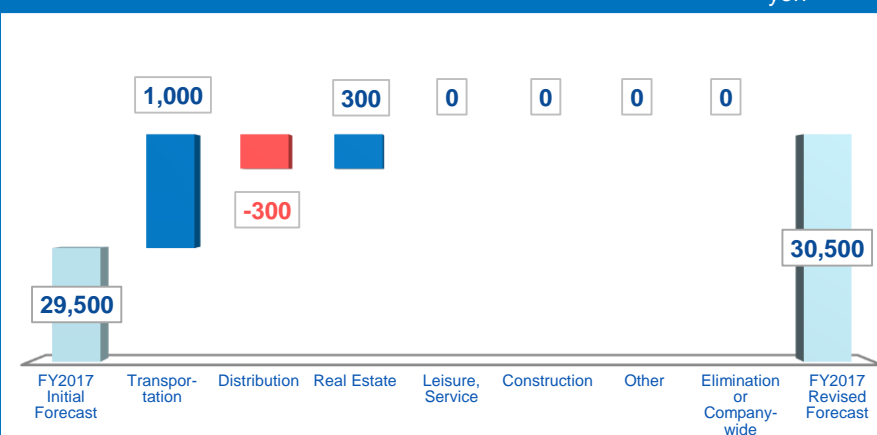 1,000
300
0
0
0
0
-300
30,500
29,500
FY2017
Initial
Forecast
Transpor-
tation
Distribution
Real Estate
Leisure,
Service
Construction
Other
Elimination
or
Company-
wide
FY2017
Revised
Forecast